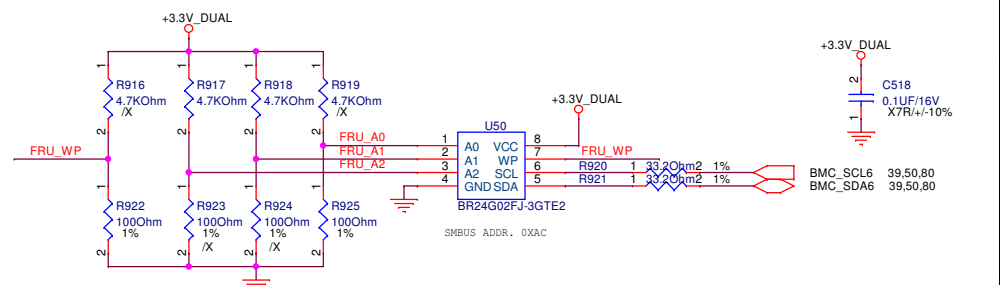 +3.3V_DUAL
+3.3V_DUAL
1 1 1 1
R916 R917 R918 R919
4.7KOhm 4.7KOhm 4.7KOhm 4.7KOhm
/X /X
2 2 2 2
2
C518
0.1UF/16V
X7R/+/-10%
1
+3.3V_DUAL
U50
FRU_A0 1 A0 VCC 8
FRU_WP FRU_A1 2 A1 WP 7 FRU_WP
FRU_A2 3 A2 SCL 6 R920 1 33.2Ohm 2 1% BMC_SCL6 39,50,80
4 GND SDA 5 R921 1 33.2Ohm 2 1% BMC_SDA6 39,50,80
BR24G02FJ-3GTE2
SMBUS ADDR. 0XAC
1 1 1 1
R922 R923 R924 R925
100Ohm 100Ohm 100Ohm 100Ohm
1% 1% 1% 1%
/X /X
2 2 2 2